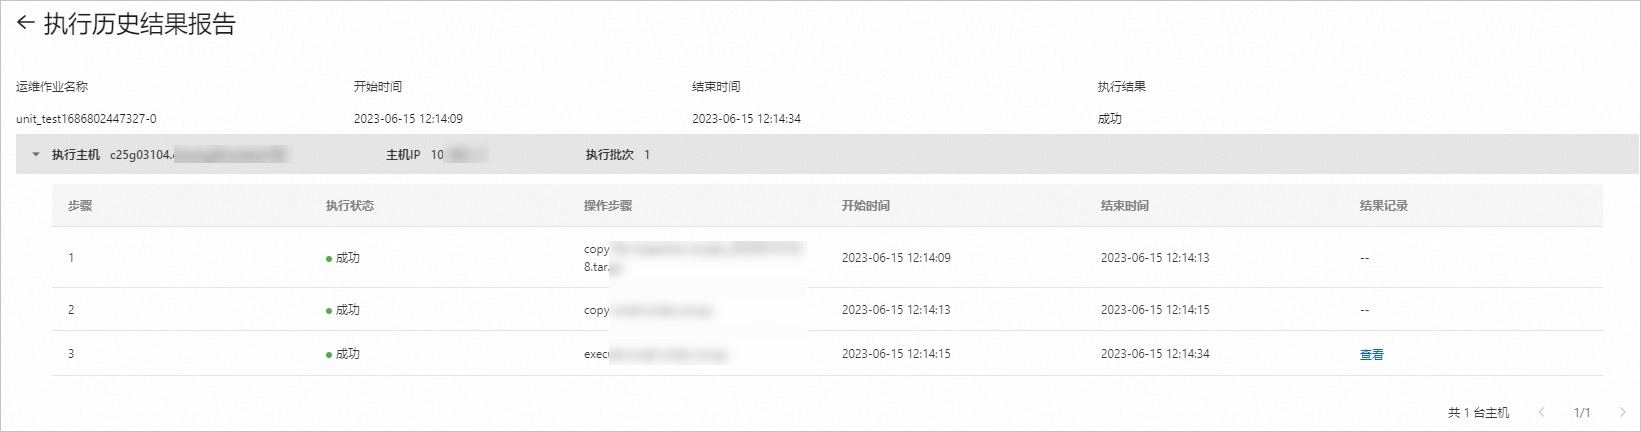 执行历史结果报告
运维作业名称 开始时间 结束时间 执行结果
unit_test1686802447327-0 2023-06-15 12:14:09 2023-06-15 12:14:34 成功
执行主机 c25g03104. 主机IP 10 执行批次 1
步骤 执行状态 操作步骤 开始时间 结束时间 结果记录
1 成功 copy 2023-06-15 12:14:09 2023-06-15 12:14:13 --
8.tar.
2 成功 copy 2023-06-15 12:14:13 2023-06-15 12:14:15 --
3 成功 exec 2023-06-15 12:14:15 2023-06-15 12:14:34 查看
共 1 台主机 1/1